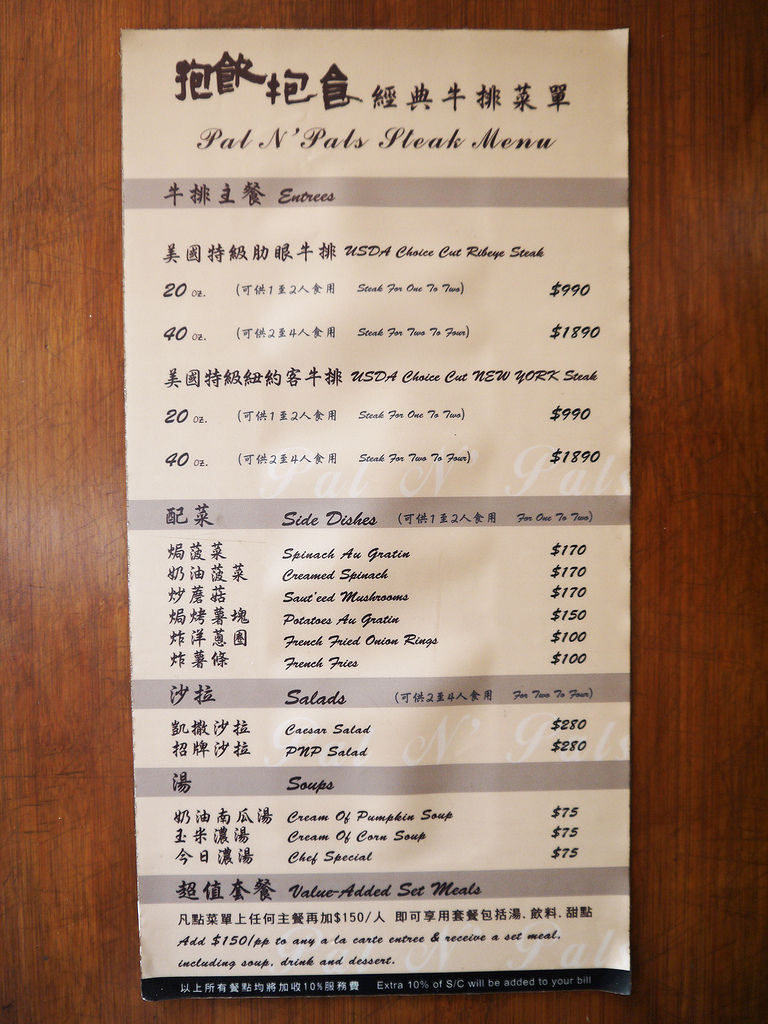 抱飲抱食 經典牛排菜單
Pal N' Pals Steak Menu
牛排主餐 Entrees
美國特級肋眼牛排 USDA Choice Cut Ribeye Steak
20 oz. (可供1至2人食用 Steak For One To Two) $990
40 oz. (可供2至4人食用 Steak For Two To Four) $1890
美國特級紐約客牛排 USDA Choice Cut NEW YORK Steak
20 oz. (可供1至2人食用 Steak For One To Two) $990
40 oz. (可供2至4人食用 Steak For Two To Four) $1890
Pal N' Pals
配菜 Side Dishes (可供1至2人食用 For One To Two)
焗菠菜 Spinach Au Gratin $170
奶油菠菜 Creamed Spinach $170
炒蘑菇 Saut'eed Mushrooms $170
焗烤薯塊 Potatoes Au Gratin $150
炸洋蔥圈 French Fried Onion Rings $100
炸薯條 French Fries $100
沙拉 Salads (可供2至4人食用 For Two To Four)
凱撒沙拉 Caesar Salad $280
招牌沙拉 PNP Salad $280
Pal N' Pals
湯 Soups
奶油南瓜湯 Cream Of Pumpkin Soup $75
玉米濃湯 Cream Of Corn Soup $75
今日濃湯 Chef Special $75
超值套餐 Value-Added Set Meals
凡點菜單上任何主餐再加$150/人 即可享用套餐包括湯. 飲料. 甜點
Add $150/pp to any a la carte entree & receive a set meal.
including soup, drink and dessert.
Pal N' Pals
以上所有餐點均將加收10%服務費 Extra 10% of S/C will be added to your bill